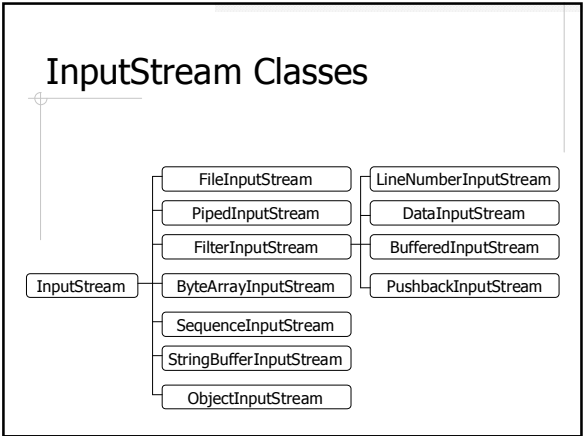 InputStream Classes
FileInputStream
LineNumberInputStream
PipedInputStream
DataInputStream
FilterInputStream
BufferedInputStream
InputStream
ByteArrayInputStream
PushbackInputStream
SequenceInputStream
StringBufferInputStream
ObjectInputStream